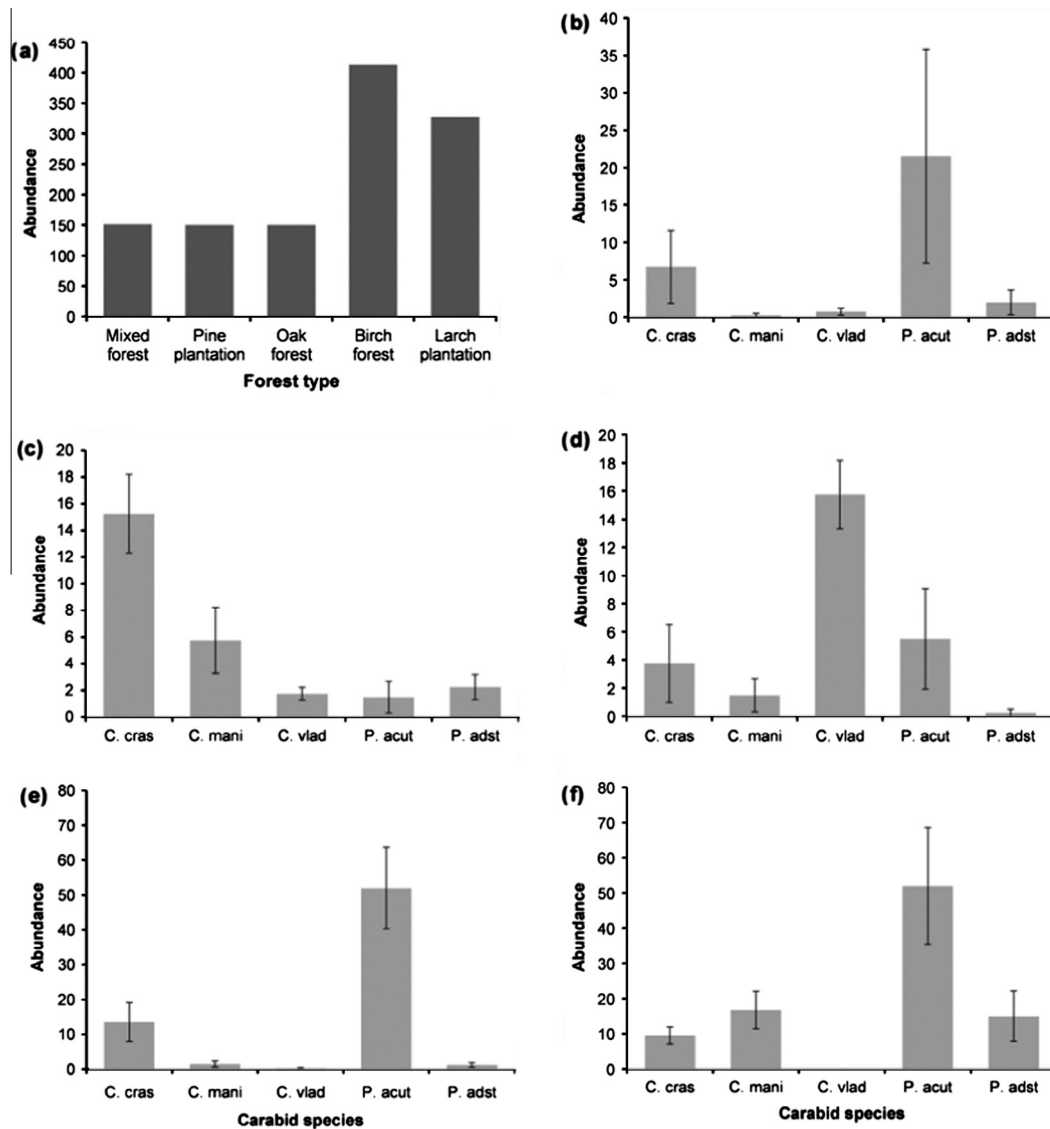 (a)
Abundance
450
400
350
300
250
200
150
100
50
0
Mixed forest
Pine plantation
Oak forest
Birch forest
Larch plantation
Forest type
(b)
Abundance
40
35
30
25
20
15
10
5
0
C. cras C. mani C. vlad P. acut P. adst
(c)
Abundance
20
18
16
14
12
10
8
6
4
2
0
C. cras C. mani C. vlad P. acut P. adst
(d)
Abundance
20
18
16
14
12
10
8
6
4
2
0
C. cras C. mani C. vlad P. acut P. adst
(e)
Abundance
80
70
60
50
40
30
20
10
0
C. cras C. mani C. vlad P. acut P. adst
Carabid species
(f)
Abundance
80
70
60
50
40
30
20
10
0
C. cras C. mani C. vlad P. acut P. adst
Carabid species